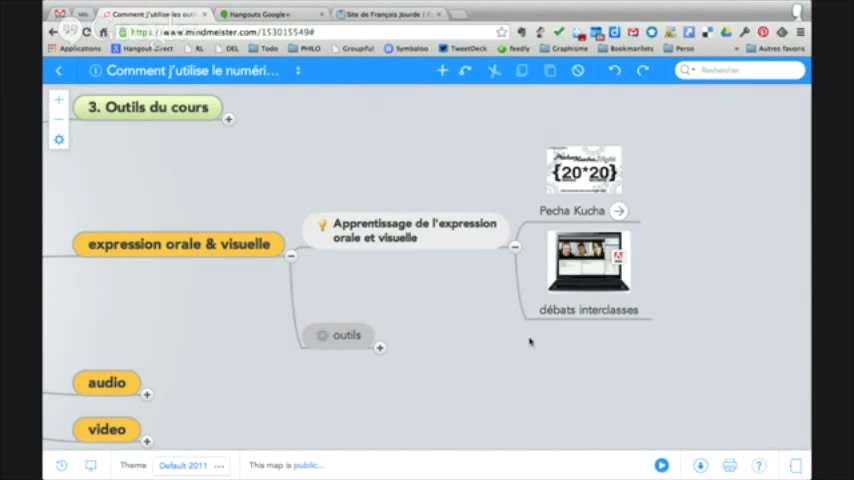 Comment j'utilise les outi
Hangouts Google+
Site de François Jourde | F
https://www.mindmeister.com/153015549#
Applications
Hangout Direct
RL
DEL
Todo
PHILO
Groupiful
Symbaloo
TweetDeck
feedly
Graphisme
Bookmarlets
Perso
Autres favoris
Comment j'utilise le numéri...
Rechercher
3. Outils du cours
{20*20}
Apprentissage de l'expression
orale et visuelle
Pecha Kucha
expression orale & visuelle
débats interclasses
outils
audio
video
Theme
Default 2011
This map is public...